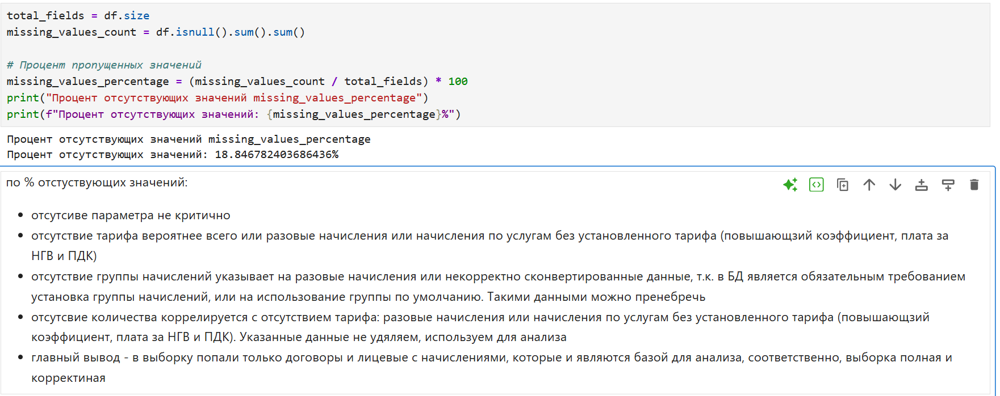 total_fields = df.size
missing_values_count = df.isnull().sum().sum()
# Процент пропущенных значений
missing_values_percentage = (missing_values_count / total_fields) * 100
print("Процент отсутствующих значений missing_values_percentage")
print(f"Процент отсутствующих значений: {missing_values_percentage}%")
Процент отсутствующих значений missing_values_percentage
Процент отсутствующих значений: 18.846782403686436%
по % отстуствующих значений:
отсутсиве параметра не критично
отсутствие тарифа вероятнее всего или разовые начисления или начисления по услугам без установленного тарифа (повышающзий коэффициент, плата за
НГВ и ПДК)
отсутствие группы начислений указывает на разовые начисления или некорректно сконвертированные данные, т.к. в БД является обязательным требованием
установка группы начислений, или на использование группы по умолчанию. Такими данными можно пренебречь
отсутсвие количества коррелируется с отсутствием тарифа: разовые начисления или начисления по услугам без установленного тарифа (повышающзий
коэффициент, плата за НГВ и ПДК). Указанные данные не удяляем, используем для анализа
главный вывод - в выборку попали только договоры и лицевые с начислениями, которые и являются базой для анализа, соответственно, выборка полная и
корректиная